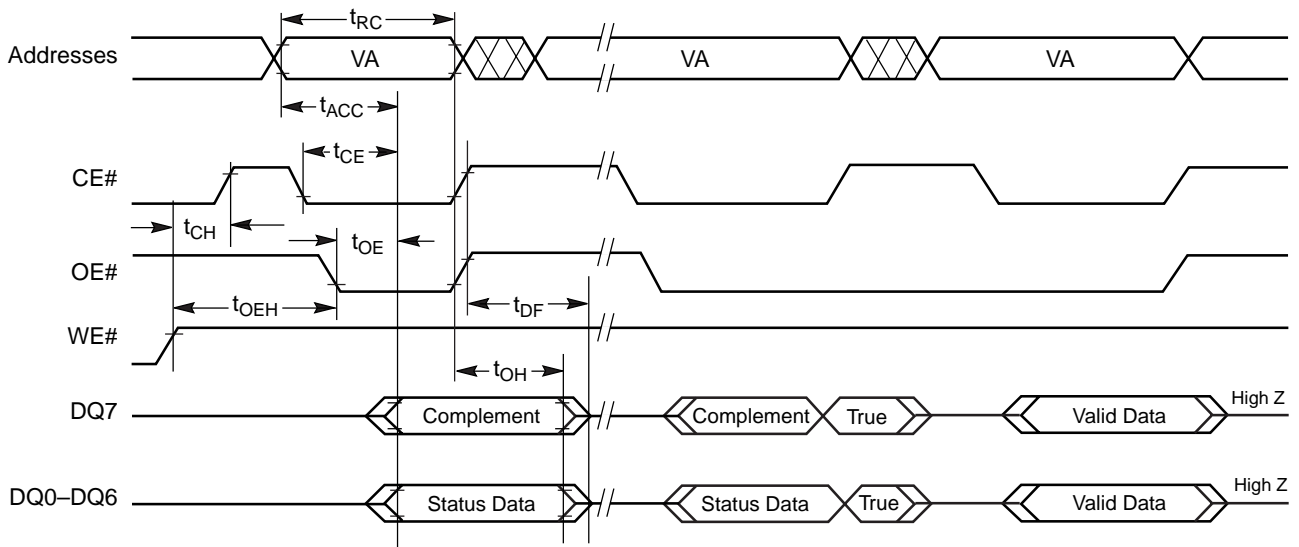 tRC
Addresses VA VA VA
tACC
tCE
CE#
tCH
tOE
OE#
tOEH
tDF
WE#
tOH
DQ7 Complement Complement True Valid Data High Z
DQ0–DQ6 Status Data Status Data True Valid Data High Z